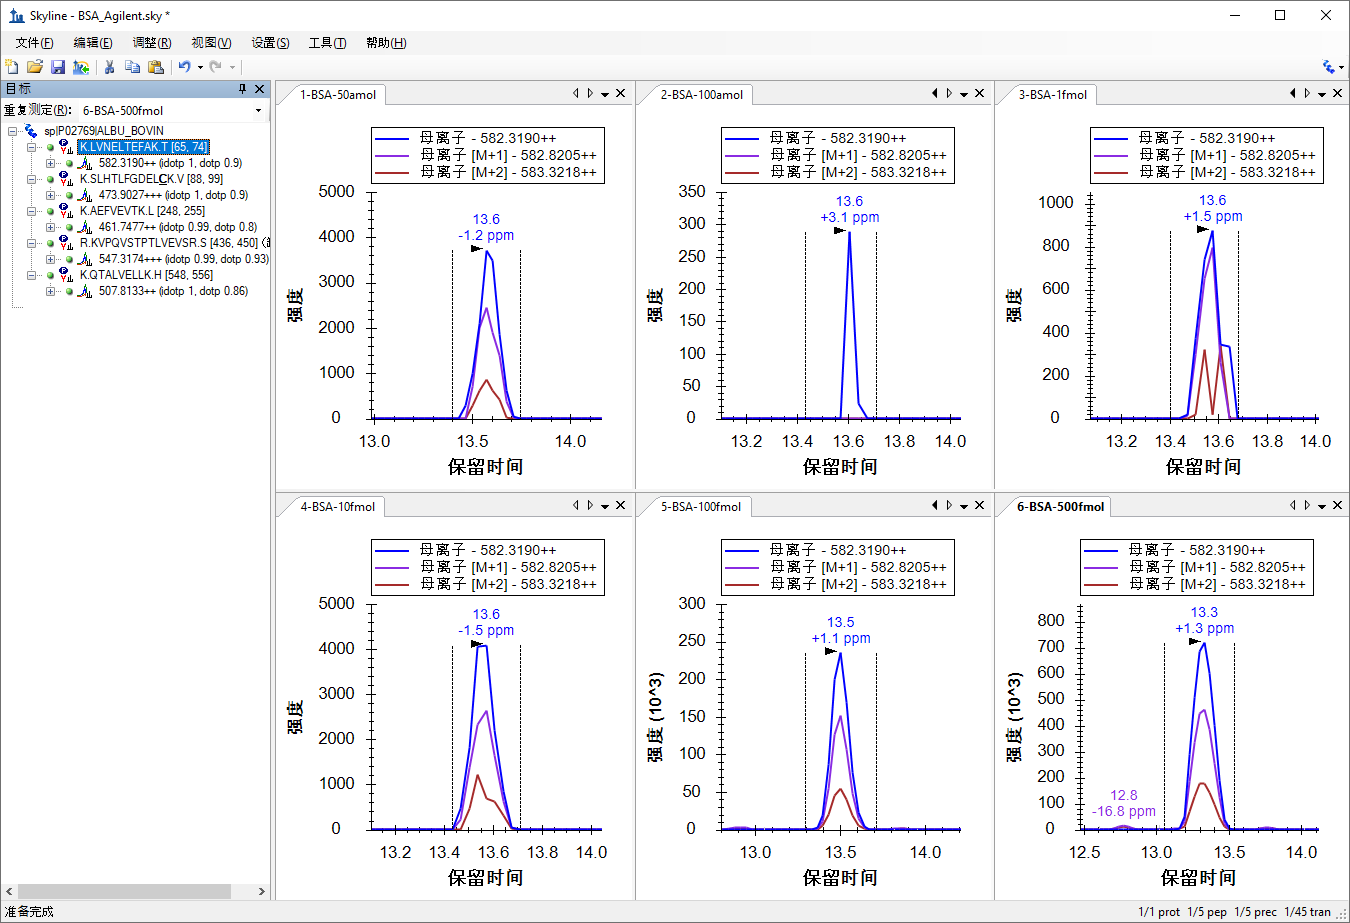 Skyline - BSA_Agilent.sky *
文件(F) 编辑(E) 调整(R) 视图(V) 设置(S) 工具(T) 帮助(H)
目标
重复测定(R): 6-BSA-500fmol
sp|P02769|ALBU_BOVIN
K.LVNELTEFAK.T [65, 74]
582.3190++ (idotp 1, dotp 0.9)
K.SLHTLFGDELCK.V [88, 99]
473.9027+++ (idotp 1, dotp 0.9)
K.AEFVEVTK.L [248, 255]
461.7477++ (idotp 0.99, dotp 0.8)
R.KVPQVSTPTLVEVSR.S [436, 450]
547.3174+++ (idotp 0.99, dotp 0.93)
K.QTALVELLK.H [548, 556]
507.8133++ (idotp 1, dotp 0.86)
1-BSA-50amol
母离子 - 582.3190++
母离子 [M+1] - 582.8205++
母离子 [M+2] - 583.3218++
13.6
-1.2 ppm
5000
4000
3000
2000
1000
0
强度
13.0 13.5 14.0
保留时间
2-BSA-100amol
母离子 - 582.3190++
母离子 [M+1] - 582.8205++
母离子 [M+2] - 583.3218++
13.6
+3.1 ppm
350
300
250
200
150
100
50
0
强度
13.2 13.4 13.6 13.8 14.0
保留时间
3-BSA-1fmol
母离子 - 582.3190++
母离子 [M+1] - 582.8205++
母离子 [M+2] - 583.3218++
13.6
+1.5 ppm
1000
800
600
400
200
0
强度
13.2 13.4 13.6 13.8 14.0
保留时间
4-BSA-10fmol
母离子 - 582.3190++
母离子 [M+1] - 582.8205++
母离子 [M+2] - 583.3218++
13.6
-1.5 ppm
5000
4000
3000
2000
1000
0
强度
13.2 13.4 13.6 13.8 14.0
保留时间
5-BSA-100fmol
母离子 - 582.3190++
母离子 [M+1] - 582.8205++
母离子 [M+2] - 583.3218++
13.5
+1.1 ppm
300
250
200
150
100
50
0
强度 (10^3)
13.0 13.5 14.0
保留时间
6-BSA-500fmol
母离子 - 582.3190++
母离子 [M+1] - 582.8205++
母离子 [M+2] - 583.3218++
13.3
+1.3 ppm
12.8
-16.8 ppm
800
700
600
500
400
300
200
100
0
强度 (10^3)
12.5 13.0 13.5 14.0
保留时间
准备完成
1/1 prot 1/5 pep 1/5 prec 1/45 tran